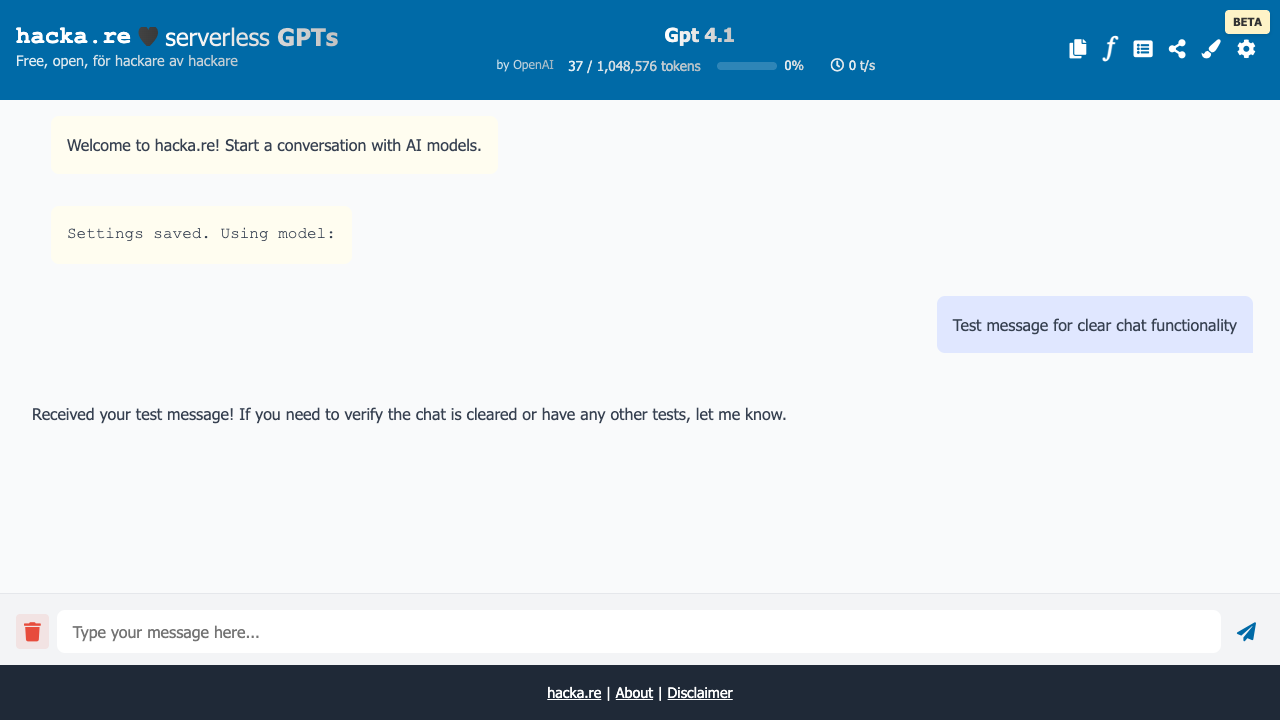 hacka.re 🖤 serverless GPTs
Free, open, för hackare av hackare
Gpt 4.1
by OpenAI 37 / 1,048,576 tokens 0% 0 t/s
BETA
Welcome to hacka.re! Start a conversation with AI models.
Settings saved. Using model:
Test message for clear chat functionality
Received your test message! If you need to verify the chat is cleared or have any other tests, let me know.
Type your message here...
hacka.re | About | Disclaimer